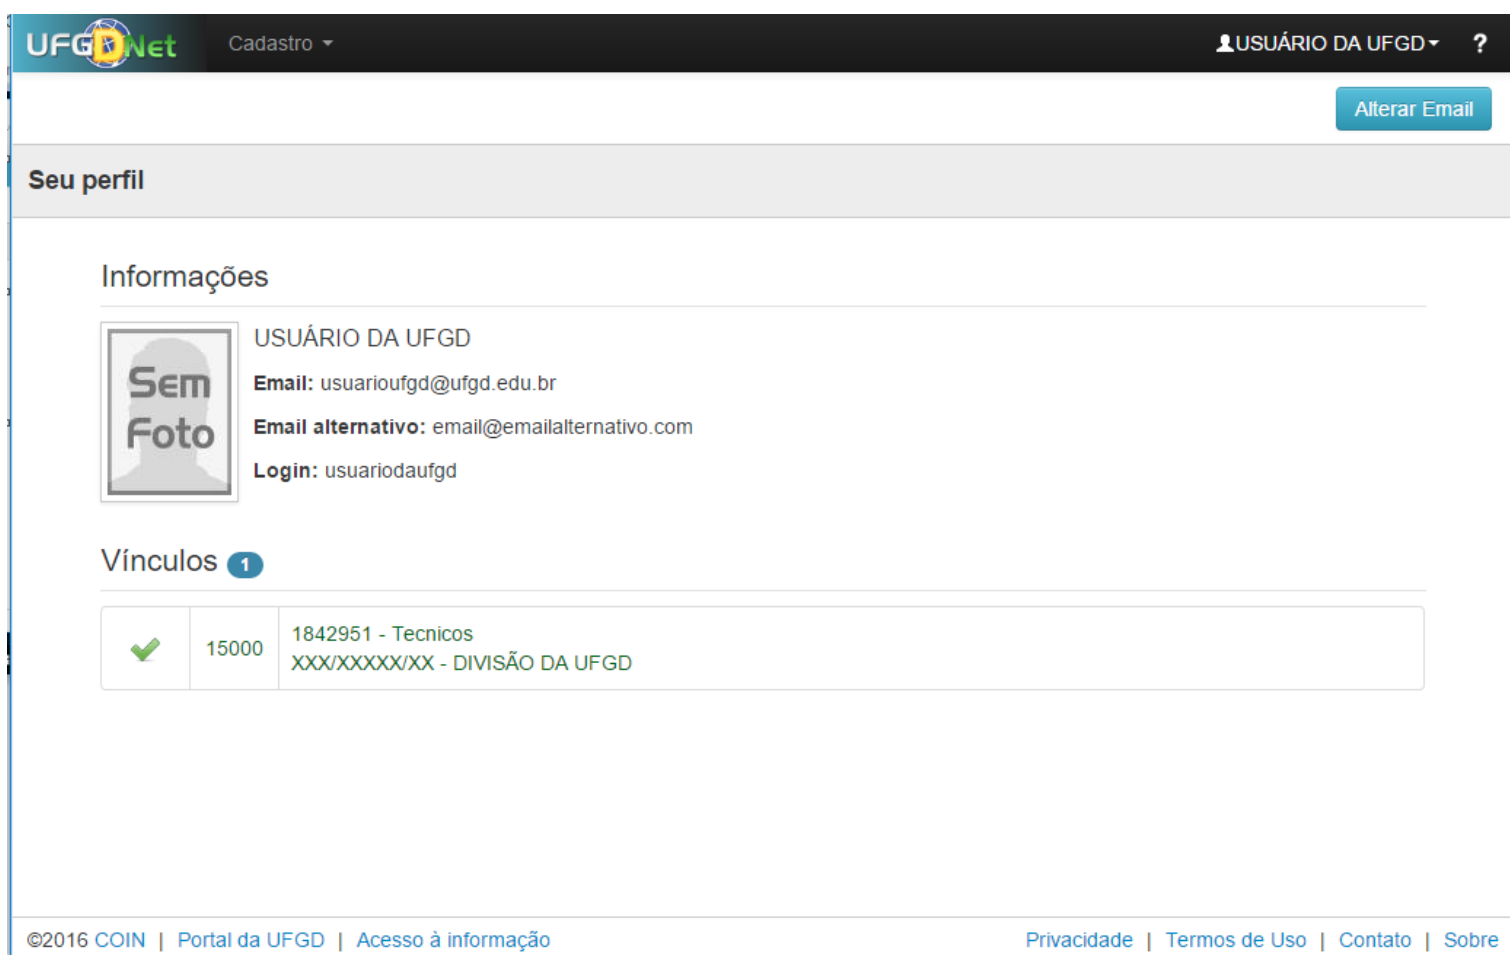 UFGDNet Cadastro USUÁRIO DA UFGD ?
Alterar Email
Seu perfil
Informações
Sem
Foto
USUÁRIO DA UFGD
Email: usuarioufgd@ufgd.edu.br
Email alternativo: email@emailalternativo.com
Login: usuariodaufgd
Vínculos 1
15000
1842951 - Tecnicos
XXX/XXXXX/XX - DIVISÃO DA UFGD
©2016 COIN | Portal da UFGD | Acesso à informação Privacidade | Termos de Uso | Contato | Sobre